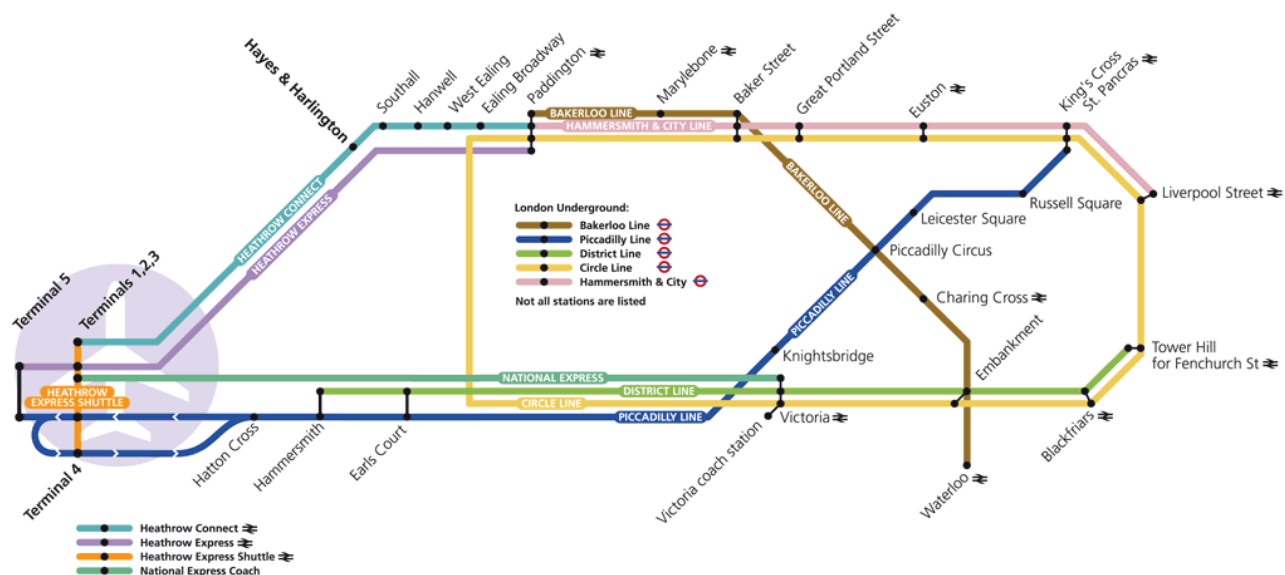 Hayes & Harlington
Southall
Hanwell
West Ealing
Ealing Broadway
Paddington
Marylebone
Baker Street
Great Portland Street
Euston
King's Cross
St. Pancras
BAKERLOO LINE
HAMMERSMITH & CITY LINE
BAKERLOO LINE
HEATHROW CONNECT
HEATHROW EXPRESS
Liverpool Street
Russell Square
Leicester Square
London Underground:
Bakerloo Line
Piccadilly Line
District Line
Circle Line
Hammersmith & City
Not all stations are listed
Piccadilly Circus
PICCADILLY LINE
Charing Cross
Terminal 5
Terminals 1,2,3
Knightsbridge
Embankment
Tower Hill
for Fenchurch St
NATIONAL EXPRESS
HEATHROW
EXPRESS SHUTTLE
DISTRICT LINE
CIRCLE LINE
PICCADILLY LINE
Terminal 4
Hatton Cross
Hammersmith
Earls Court
Victoria coach station
Victoria
Waterloo
Blackfriars
Heathrow Connect
Heathrow Express
Heathrow Express Shuttle
National Express Coach